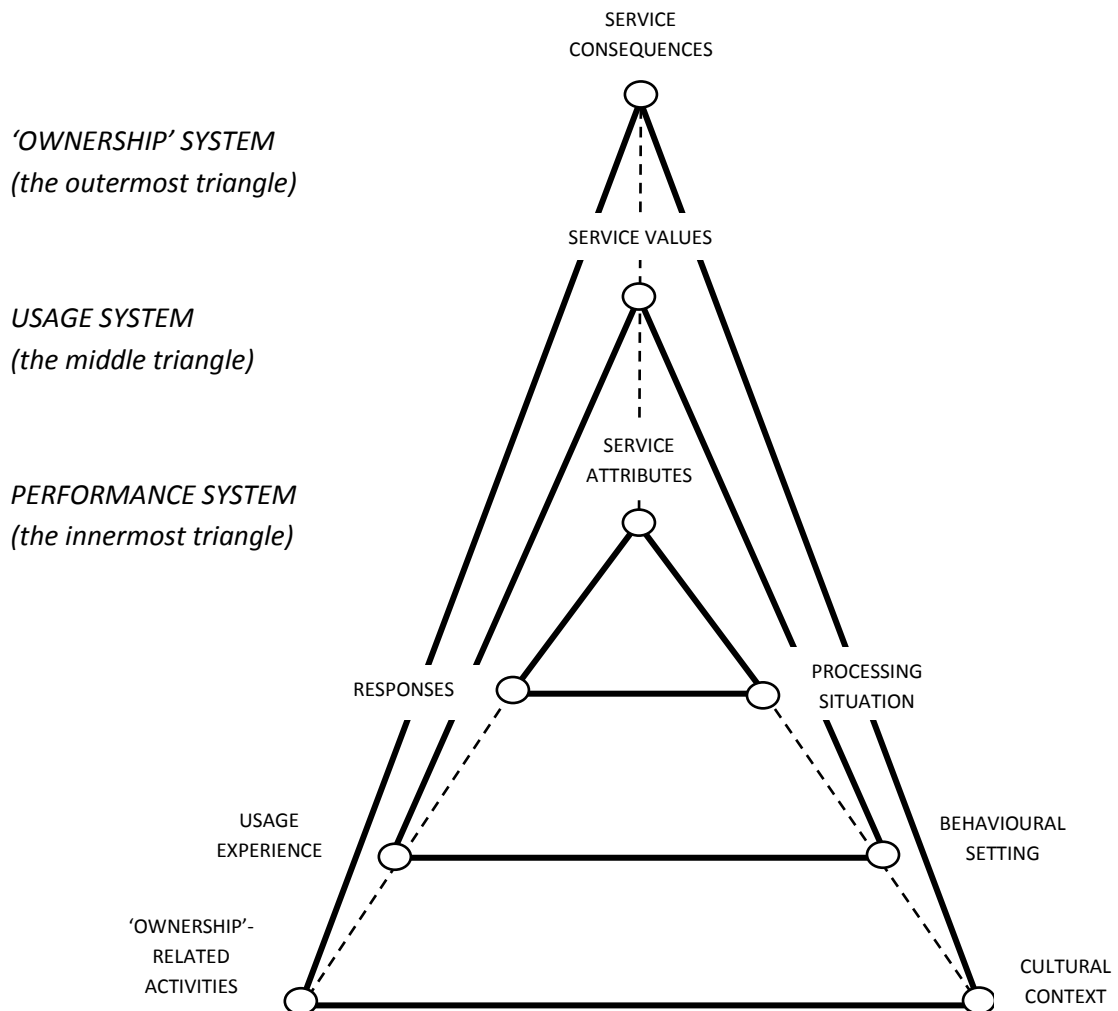 SERVICE
CONSEQUENCES
‘OWNERSHIP’ SYSTEM
(the outermost triangle)
SERVICE VALUES
USAGE SYSTEM
(the middle triangle)
SERVICE
ATTRIBUTES
PERFORMANCE SYSTEM
(the innermost triangle)
RESPONSES
PROCESSING
SITUATION
USAGE
EXPERIENCE
BEHAVIOURAL
SETTING
‘OWNERSHIP’-
RELATED
ACTIVITIES
CULTURAL
CONTEXT